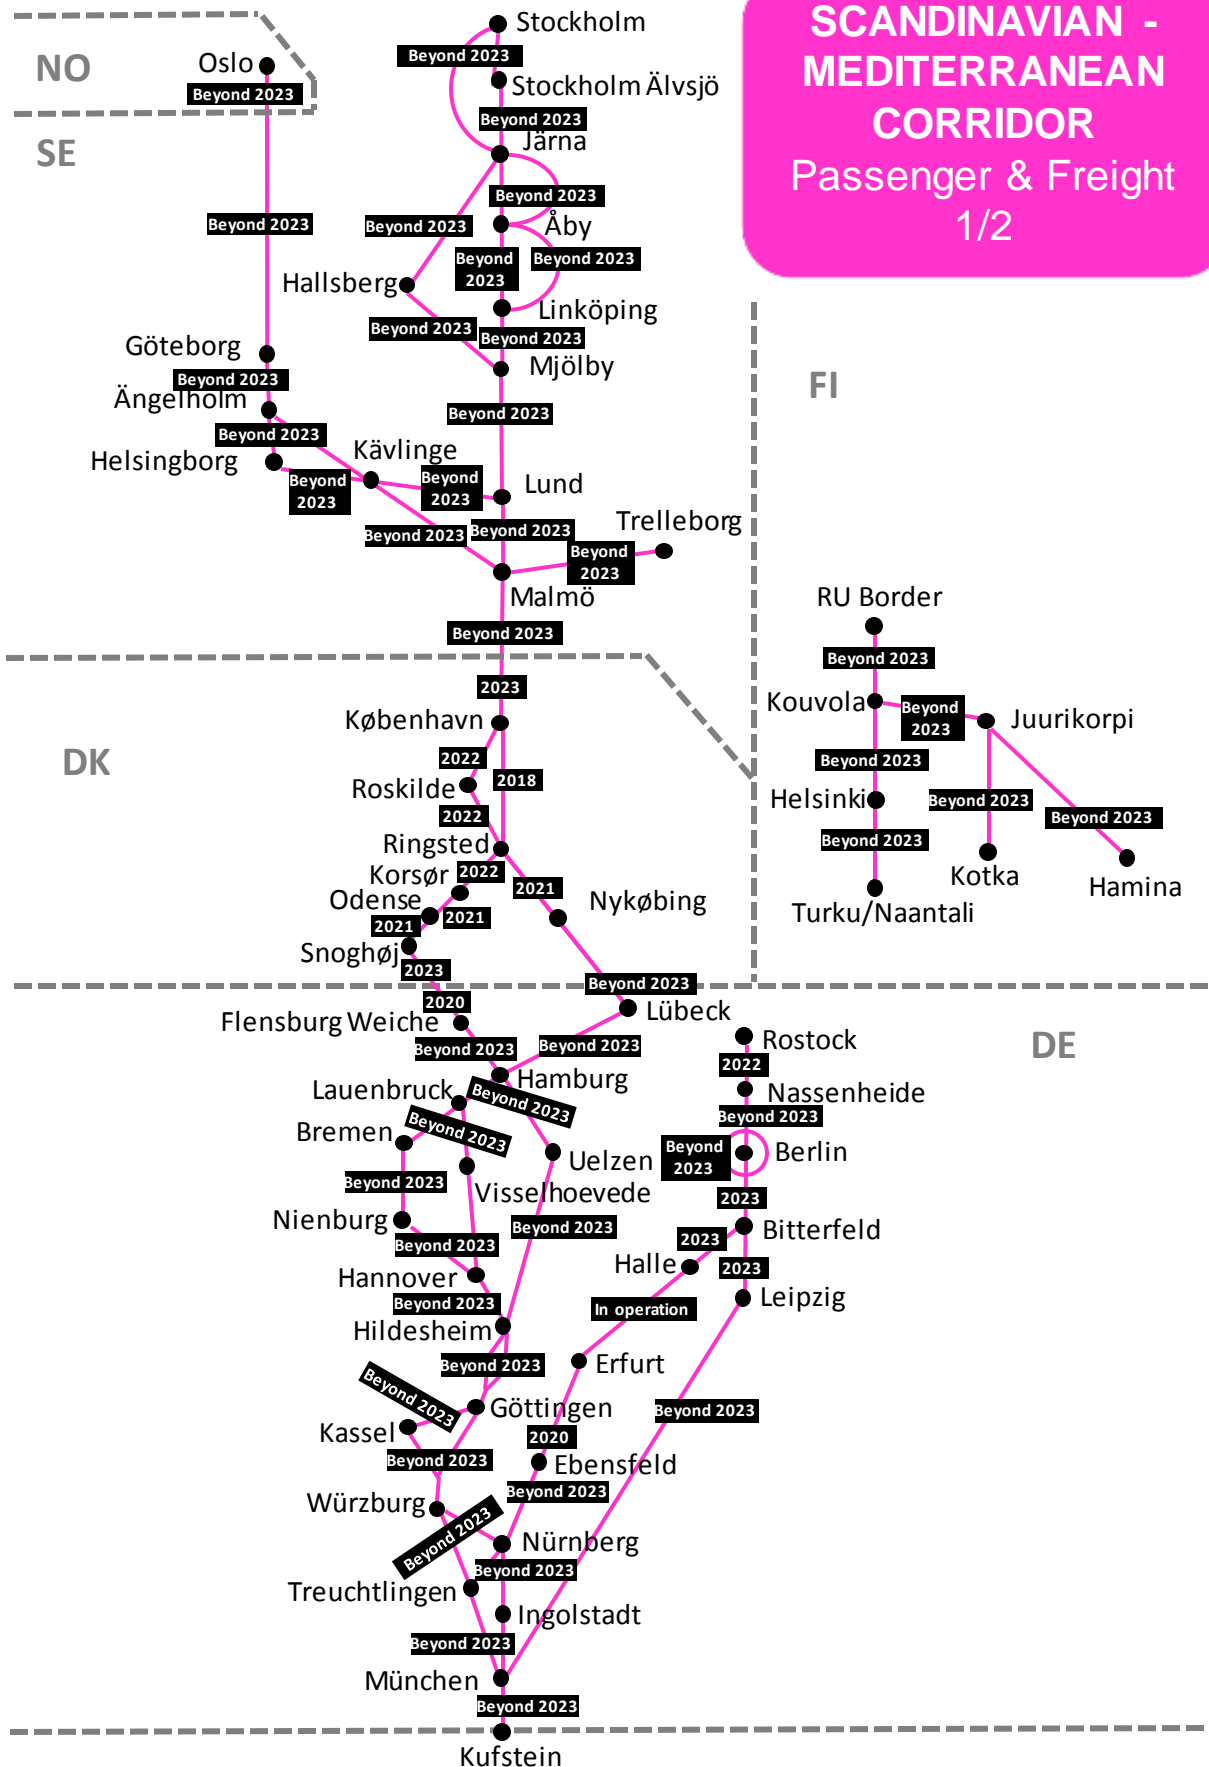 SCANDINAVIAN -
MEDITERRANEAN
CORRIDOR
Passenger & Freight
1/2
NO
Oslo
Beyond 2023
Stockholm
Beyond 2023
Stockholm Älvsjö
Beyond 2023
Järna
SE
Beyond 2023
Beyond 2023
Beyond 2023
Åby
Beyond
2023
Beyond 2023
Hallsberg
Linköping
Beyond 2023
Beyond 2023
Mjölby
Göteborg
Beyond 2023
Ängelholm
Beyond 2023
Beyond 2023
Helsingborg
Kävlinge
Beyond
2023
Beyond
2023
Lund
Beyond 2023
Beyond 2023
Trelleborg
Beyond
2023
Malmö
Beyond 2023
FI
RU Border
Beyond 2023
Kouvola
Beyond
2023
Juurikorpi
Beyond 2023
Helsinki
Beyond 2023
Beyond 2023
Beyond 2023
Kotka
Hamina
Turku/Naantali
DK
2023
København
2022
2018
Roskilde
2022
Ringsted
2022
Korsør
2021
Odense
2021
2021
Nykøbing
Snoghøj
2023
Beyond 2023
2020
Flensburg Weiche
Lübeck
Beyond 2023
Beyond 2023
DE
Rostock
2022
Nassenheide
Beyond 2023
Beyond
2023
Berlin
2023
Bitterfeld
2023
2023
Halle
Leipzig
In operation
Hamburg
Lauenbruck
Beyond 2023
Beyond 2023
Bremen
Uelzen
Beyond 2023
Visselhoevede
Nienburg
Beyond 2023
Beyond 2023
Hannover
Beyond 2023
Hildesheim
Beyond 2023
Erfurt
Beyond 2023
Göttingen
Beyond 2023
Kassel
2020
Beyond 2023
Ebensfeld
Beyond 2023
Würzburg
Beyond 2023
Nürnberg
Beyond 2023
Treuchtlingen
Ingolstadt
Beyond 2023
München
Beyond 2023
Kufstein